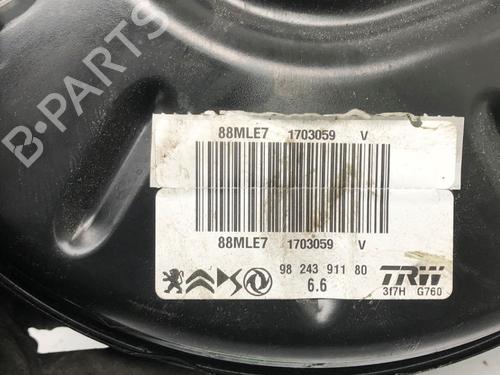 B-PARTS
88MLE7 1703059 V
88MLE7 1703059 V
98 243 911 80
6.6
TRW
3f7H G760